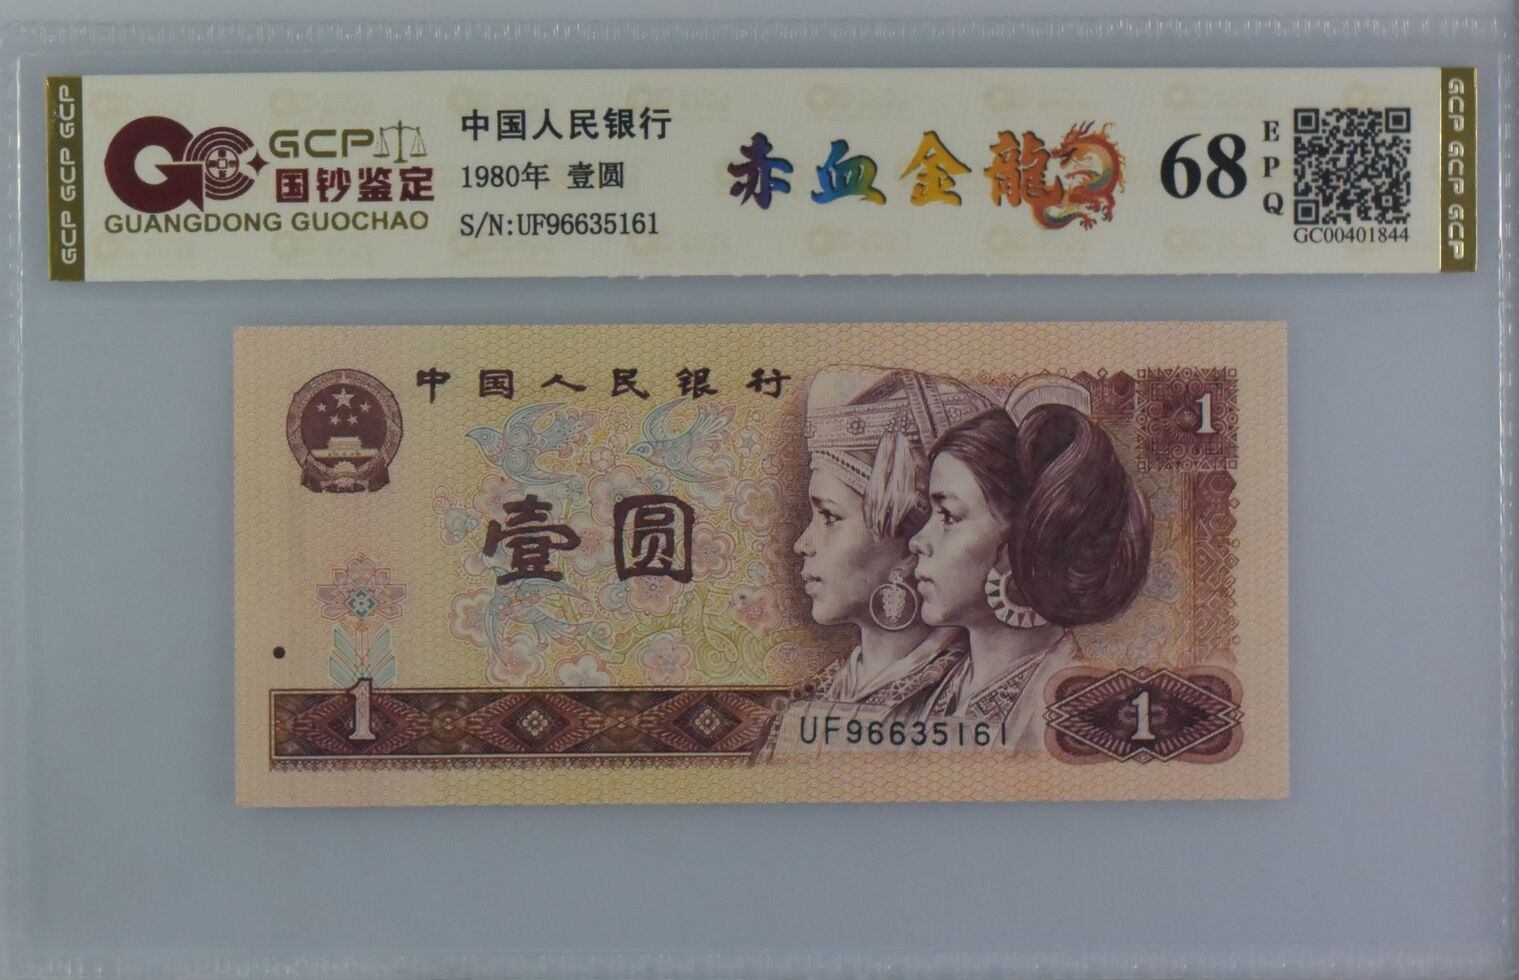 GCP GCP GCP
GCP
国钞鉴定
GUANGDONG GUOCHAO
中国人民银行
1980年 壹圆
S/N:UF96635161
赤血金龍
68
EPQ
GC00401844
GCP GCP GCP
中国人民银行
1
壹圆
1
UF96635161
1